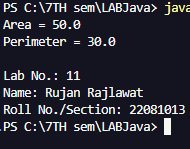 PS C:\7TH sem\LABJava> java
Area = 50.0
Perimeter = 30.0
Lab No.: 11
Name: Rujan Rajlawat
Roll No./Section: 22081013
PS C:\7TH sem\LABJava>